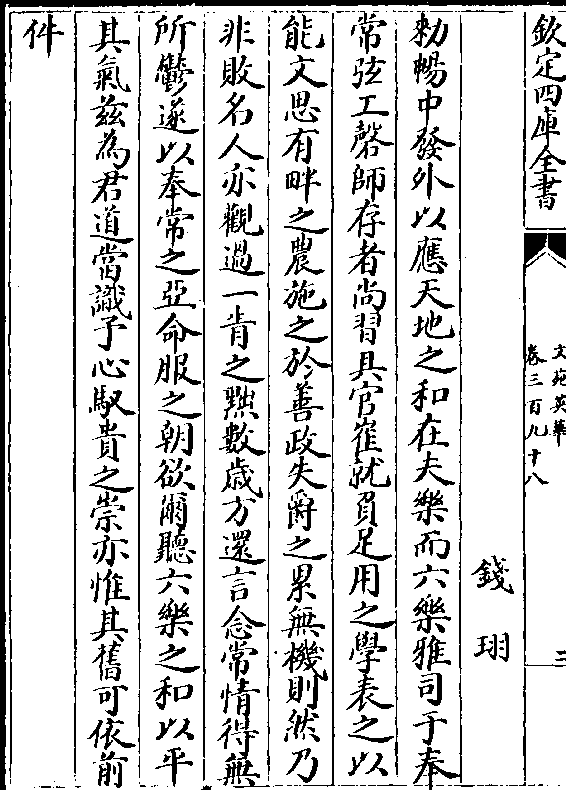 欽定四庫全書
文苑英華
卷三百九十八
三
錢珝
勅暢中發外以應天地之和在夫樂而六樂雅司于奉
常弦工磬師存者尚習具官崔就負足用之學表之以
能文思有畔之農施之於善政失爵之累無機則然乃
非敗名人亦觀過一眚之黜數歳方還言念常情得無
所鬱遂以奉常之亞命服之朝欲爾聽六樂之和以平
其氣兹為君道當識予心馭貴之崇亦惟其舊可依前
件